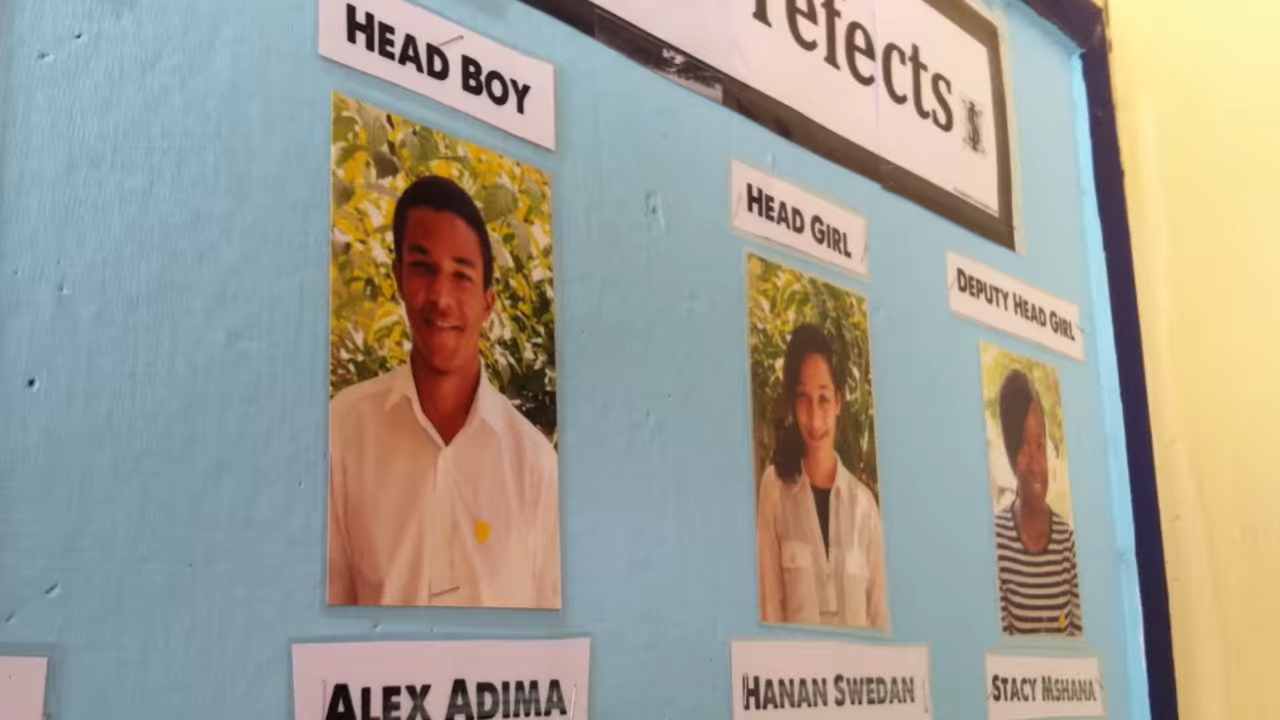 refects
HEAD BOY
HEAD GIRL
DEPUTY HEAD GIRL
ALEX ADIMA
HANAN SWEDAN
STACY MSHANA